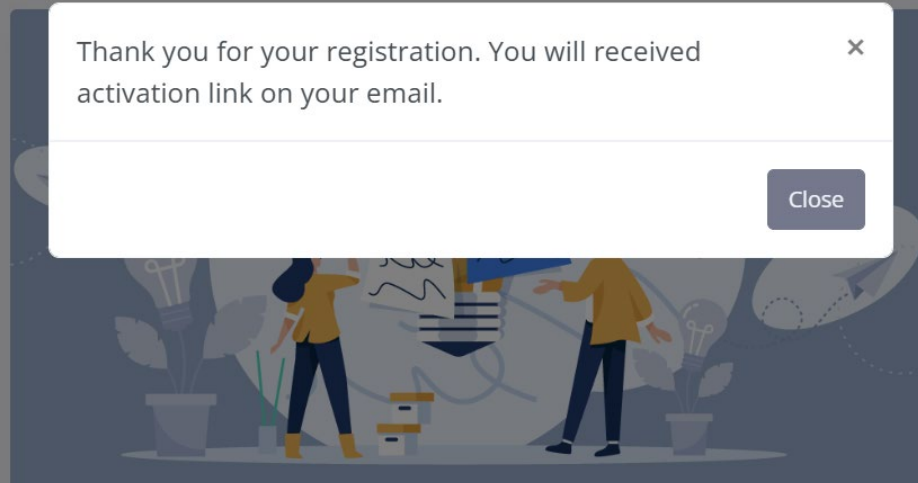 Thank you for your registration. You will received
activation link on your email.
×
Close